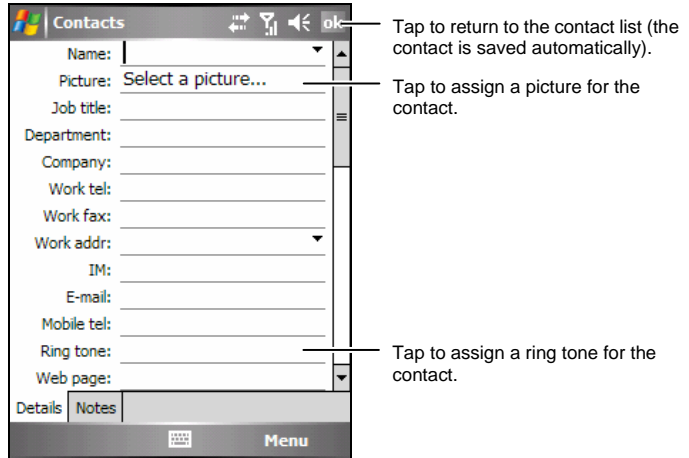 Contacts
ok
Name:
Picture: Select a picture...
Job title:
Department:
Company:
Work tel:
Work fax:
Work addr:
IM:
E-mail:
Mobile tel:
Ring tone:
Web page:
Details Notes
Menu
Tap to return to the contact list (the
contact is saved automatically).
Tap to assign a picture for the
contact.
Tap to assign a ring tone for the
contact.